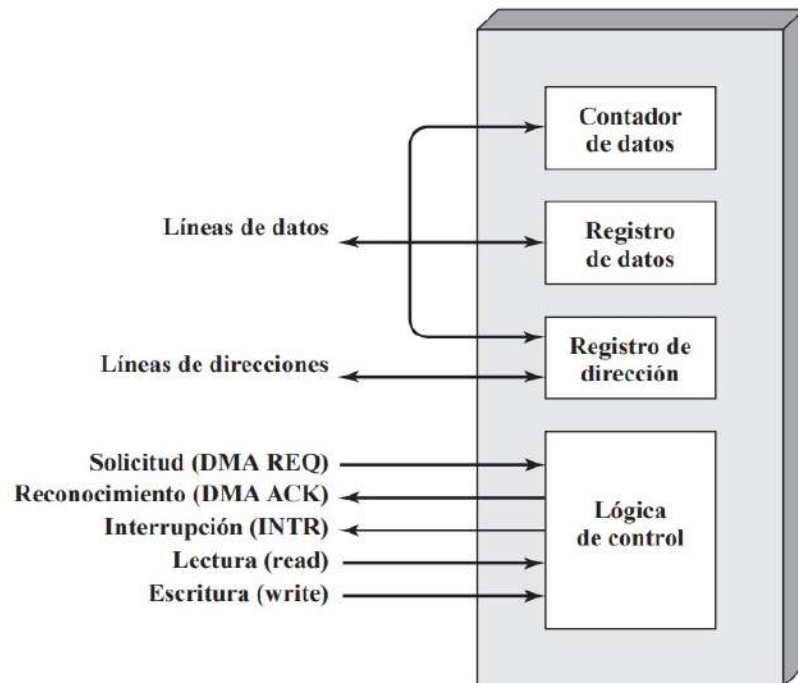 Contador
de datos
Líneas de datos
Registro
de datos
Líneas de direcciones
Registro de
dirección
Solicitud (DMA REQ)
Reconocimiento (DMA ACK)
Interrupción (INTR)
Lectura (read)
Escritura (write)
Lógica
de control